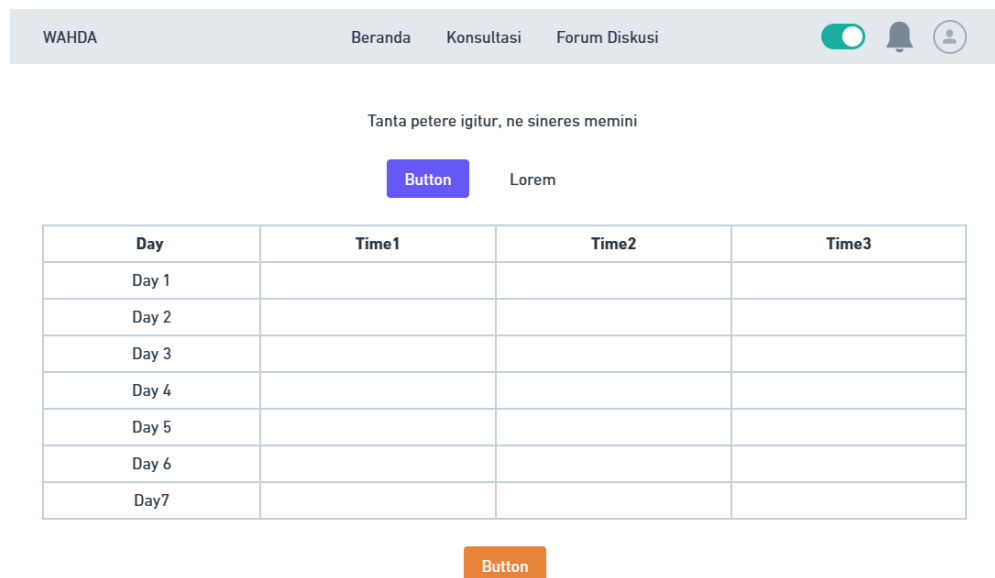 WAHDA Beranda Konsultasi Forum Diskusi
Tanta petere igitur, ne sineres memini
Button Lorem
Day Time1 Time2 Time3
Day 1
Day 2
Day 3
Day 4
Day 5
Day 6
Day7
Button